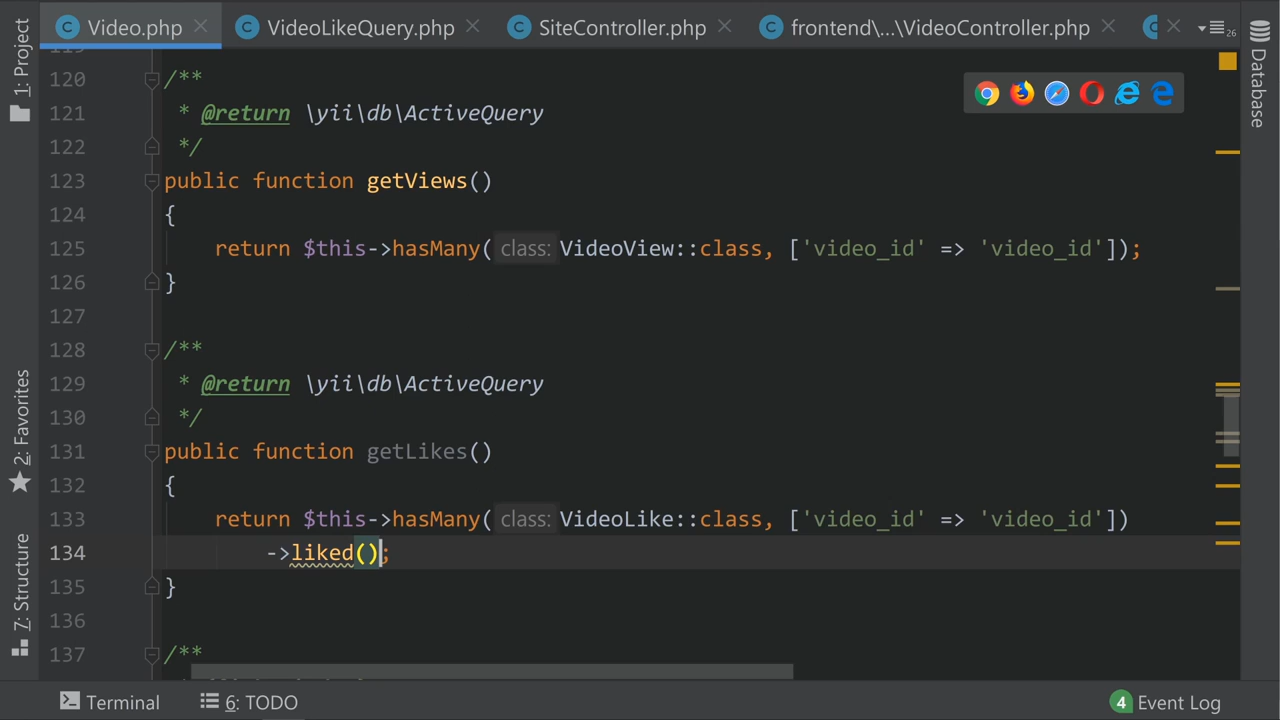 Video.php
VideoLikeQuery.php
SiteController.php
frontend\...\VideoController.php
26
1: Project
2: Favorites
7: Structure
Database
120 /**
121 * @return \yii\db\ActiveQuery
122 */
123 public function getViews()
124 {
125 return $this->hasMany( class: VideoView::class, ['video_id' => 'video_id']);
126 }
127
128 /**
129 * @return \yii\db\ActiveQuery
130 */
131 public function getLikes()
132 {
133 return $this->hasMany( class: VideoLike::class, ['video_id' => 'video_id'])
134 ->liked();
135 }
136
137 /**
Terminal
6: TODO
4 Event Log